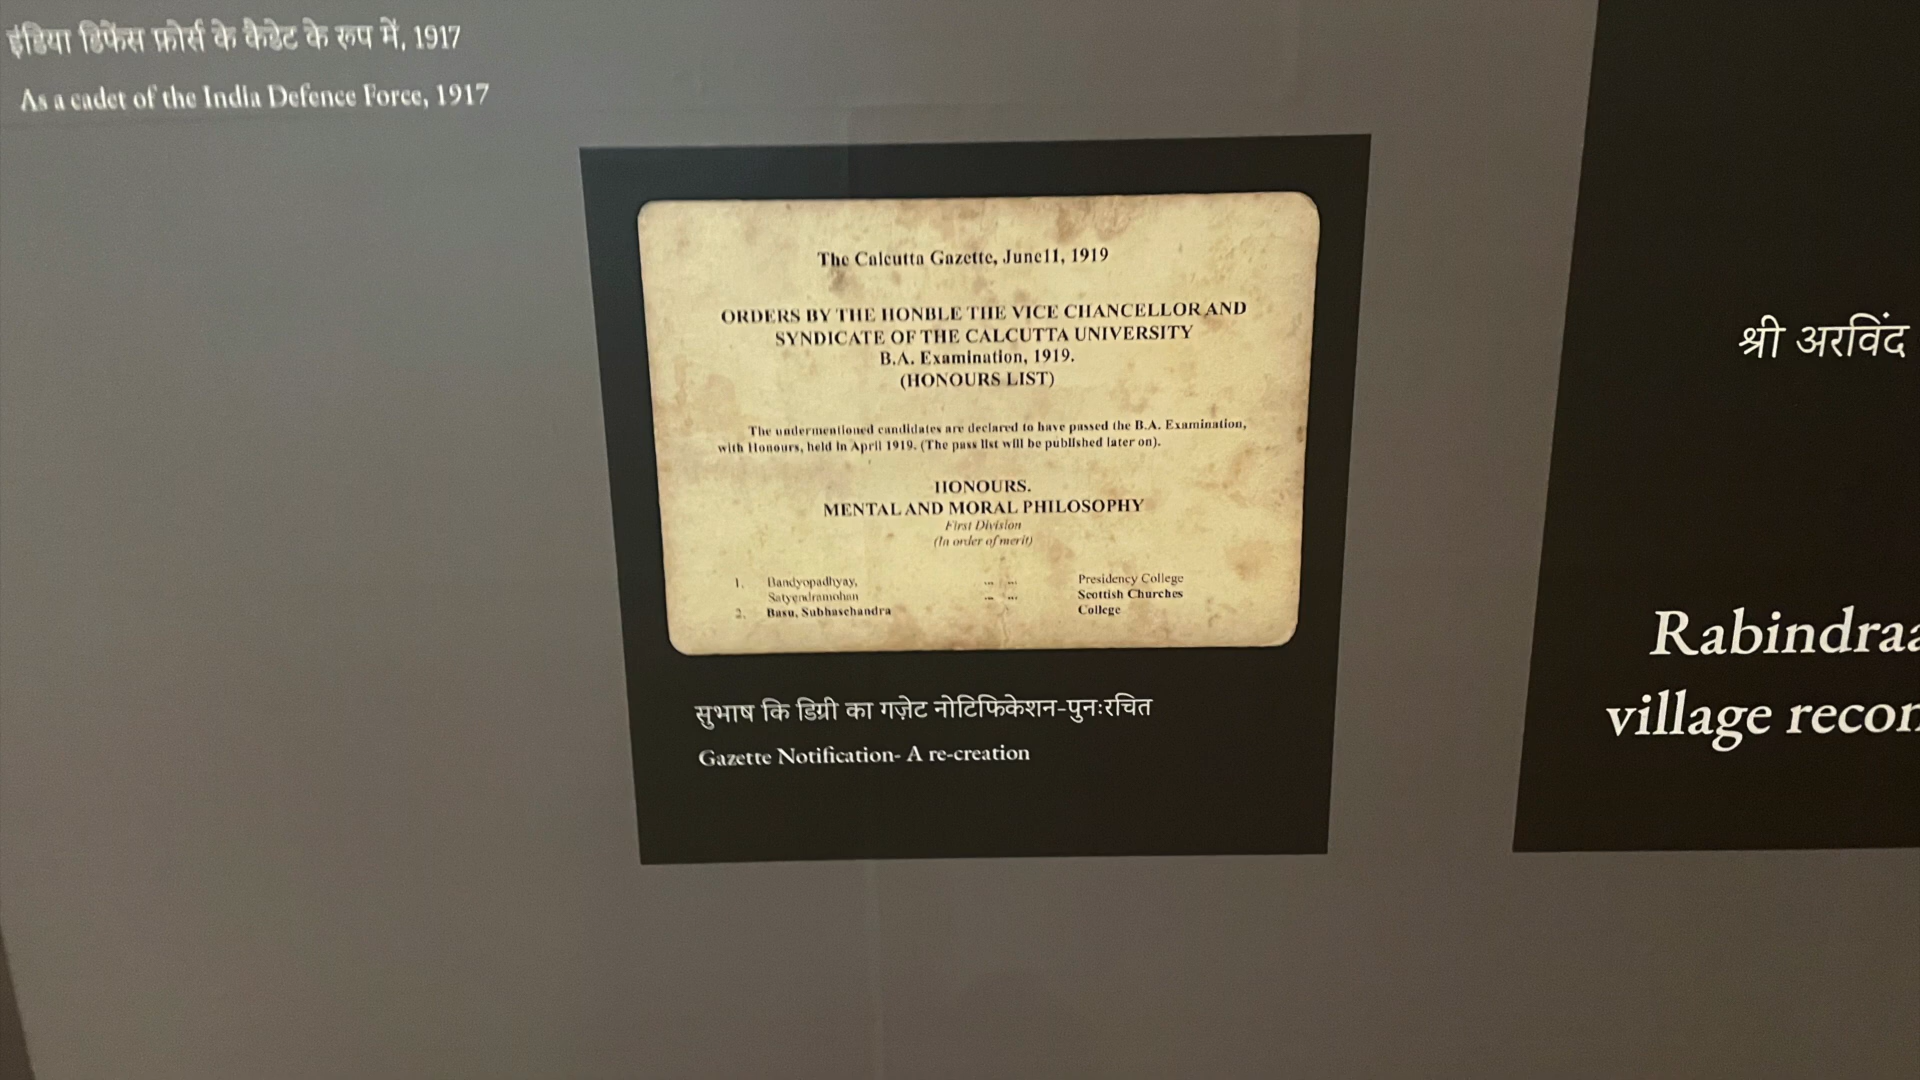 इंडिया डिफेंस फ़ोर्स के कैडेट के रूप में, 1917
As a cadet of the India Defence Force, 1917
The Calcutta Gazette, June11, 1919
ORDERS BY THE HONBLE THE VICE CHANCELLOR AND
SYNDICATE OF THE CALCUTTA UNIVERSITY
B.A. Examination, 1919.
(HONOURS LIST)
The undermentioned candidates are declared to have passed the B.A. Examination,
with Honours, held in April 1919. (The pass list will be published later on).
HONOURS.
MENTAL AND MORAL PHILOSOPHY
First Division
(In order of merit)
1. Bandyopadhyay, ... ... Presidency College
Satyendramohan ... ... Scottish Churches
2. Basu, Subhaschandra College
सुभाष कि डिग्री का गज़ेट नोटिफिकेशन-पुनःरचित
Gazette Notification- A re-creation
श्री अरविंद
Rabindraa
village recon